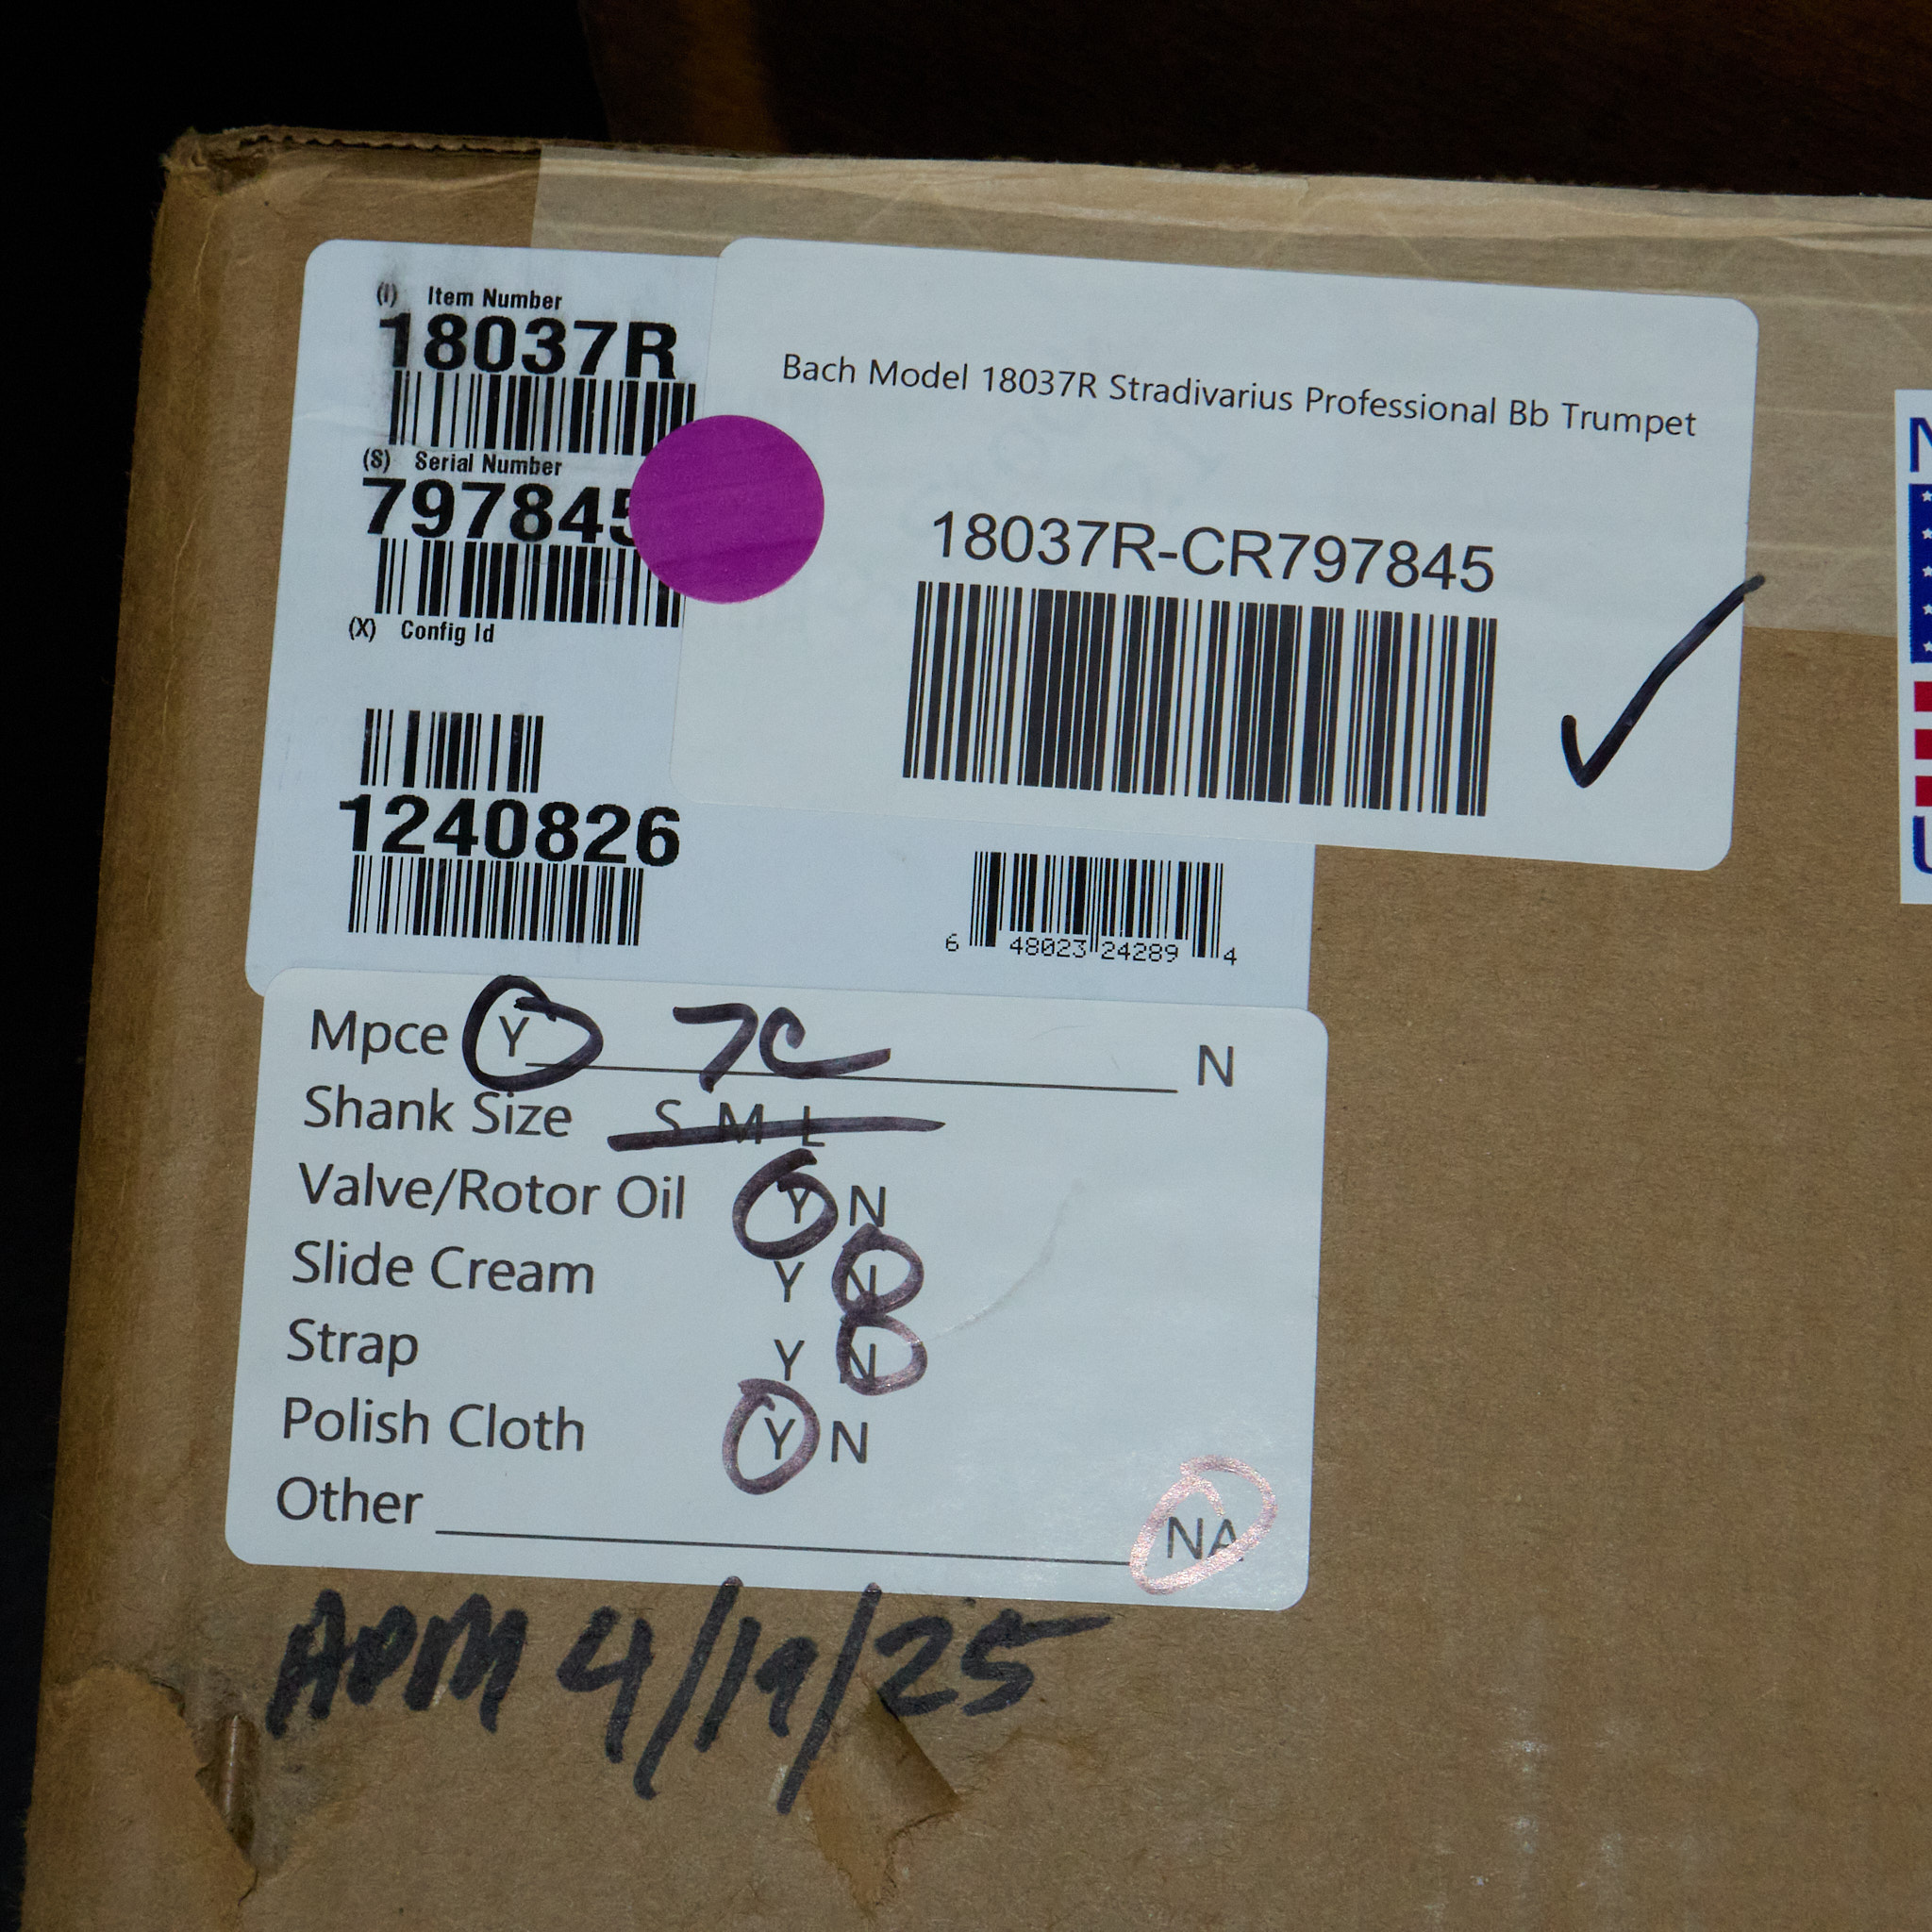 (I) Item Number
18037R
(S) Serial Number
797845
(X) Config Id
1240826
Bach Model 18037R Stradivarius Professional Bb Trumpet
18037R-CR797845
6 48023 24289 4
Mpce Y 7C N
Shank Size S M L
Valve/Rotor Oil Y N
Slide Cream Y N
Strap Y N
Polish Cloth Y N
Other NA
4/19/25